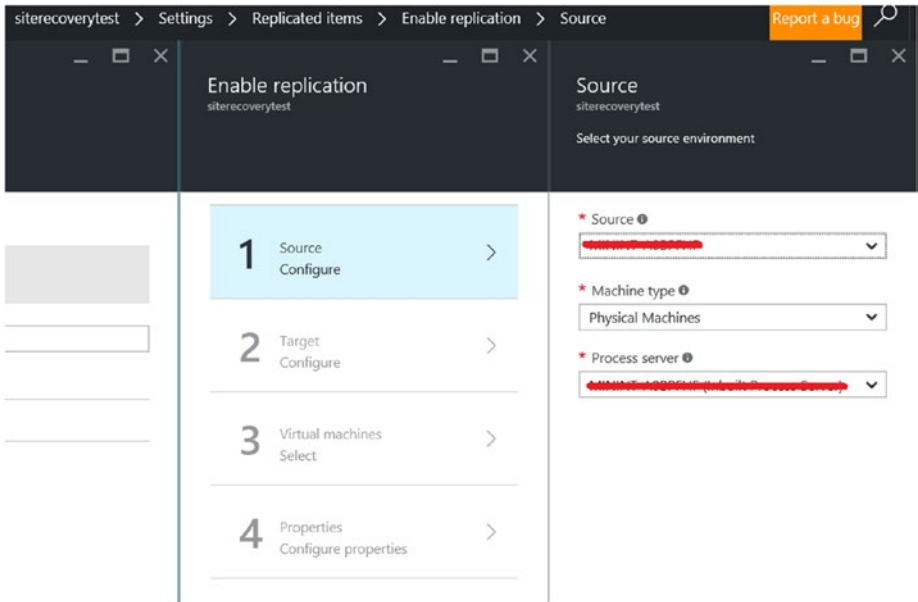 siterecoverytest > Settings > Replicated items > Enable replication > Source
Report a bug
Enable replication
siterecoverytest
1
Source
Configure
2
Target
Configure
3
Virtual machines
Select
4
Properties
Configure properties
Source
siterecoverytest
Select your source environment
* Source
* Machine type
Physical Machines
* Process server